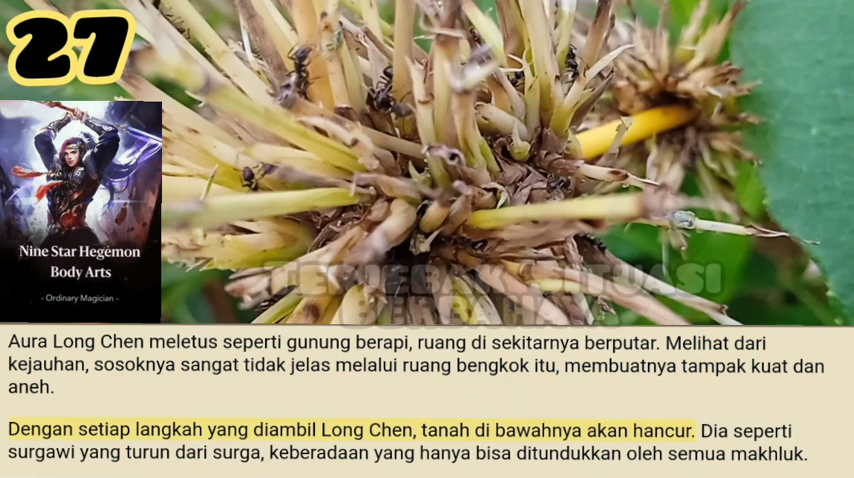 27
Nine Star Hegemon
Body Arts
- Ordinary Magician -
TERJEBAK SITUASI
BERBAHAYA
Aura Long Chen meletus seperti gunung berapi, ruang di sekitarnya berputar. Melihat dari
kejauhan, sosoknya sangat tidak jelas melalui ruang bengkok itu, membuatnya tampak kuat dan
aneh.
Dengan setiap langkah yang diambil Long Chen, tanah di bawahnya akan hancur. Dia seperti
surgawi yang turun dari surga, keberadaan yang hanya bisa ditundukkan oleh semua makhluk.